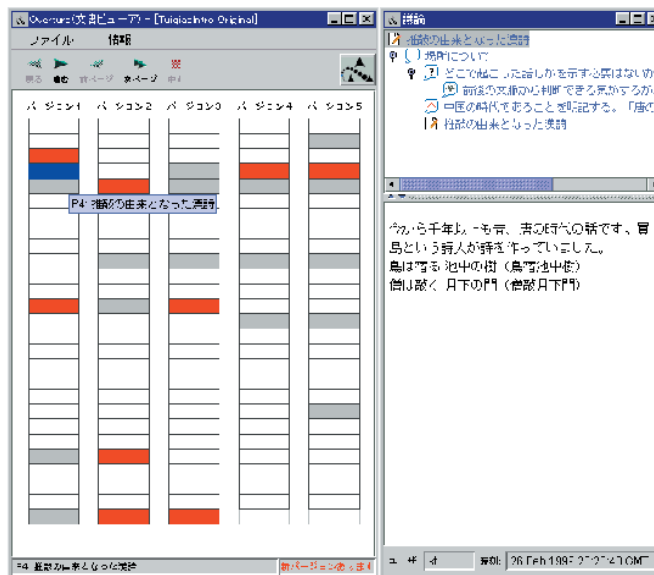 Overture(文書ビューア) - [TuiqiaoIntro Original]
ファイル 情報
戻る 進む 前ページ 次ページ 中止
バージョン1 バージョン2 バージョン3 バージョン4 バージョン5
P4: 推敲の由来となった漢詩
P4: 推敲の由来となった漢詩
新バージョンあります
議論
推敲の由来となった漢詩
場所について
どこで起こった話しかを示す必要はないか
前後の文脈から判断できる気がするが
中国の時代であることを明記する。「唐の
推敲の由来となった漢詩
今から千年以上も昔、唐の時代の話です。賈
島という詩人が詩を作っていました。
鳥は宿る 池中の樹 (鳥宿池中樹)
僧は敲く 月下の門 (僧敲月下門)
ユーザ
時刻: 26 Feb 1999
GMT